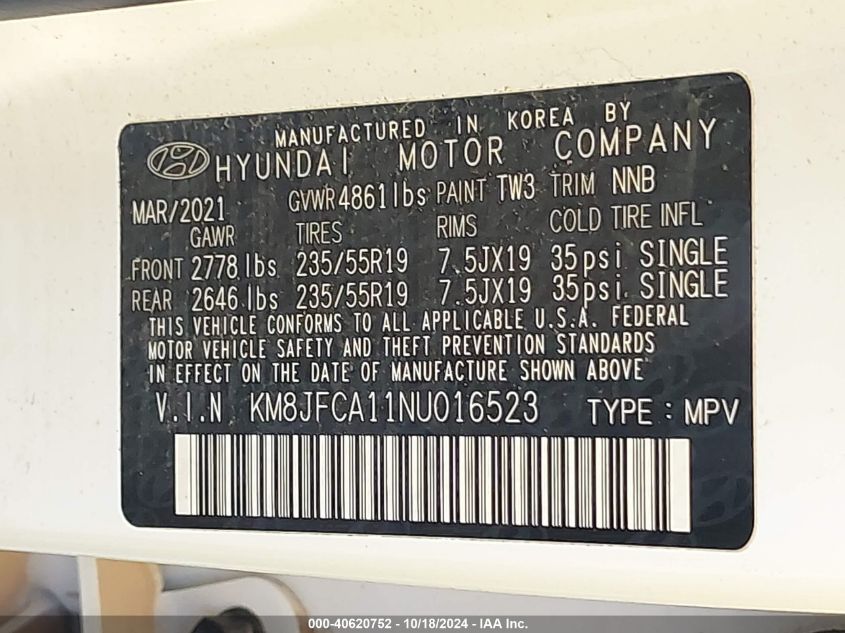 MANUFACTURED IN KOREA BY
HYUNDAI MOTOR COMPANY
MAR/2021 GVWR 4861lbs PAINT TW3 TRIM NNB
GAWR TIRES RIMS COLD TIRE INFL
FRONT 2778 lbs 235/55R19 7.5JX19 35psi SINGLE
REAR 2646 lbs 235/55R19 7.5JX19 35psi SINGLE
THIS VEHICLE CONFORMS TO ALL APPLICABLE U.S.A. FEDERAL
MOTOR VEHICLE SAFETY AND THEFT PREVENTION STANDARDS
IN EFFECT ON THE DATE OF MANUFACTURE SHOWN ABOVE
V.I.N KM8JFCA11NU016523 TYPE : MPV
000-40620752 - 10/18/2024 - IAA Inc.